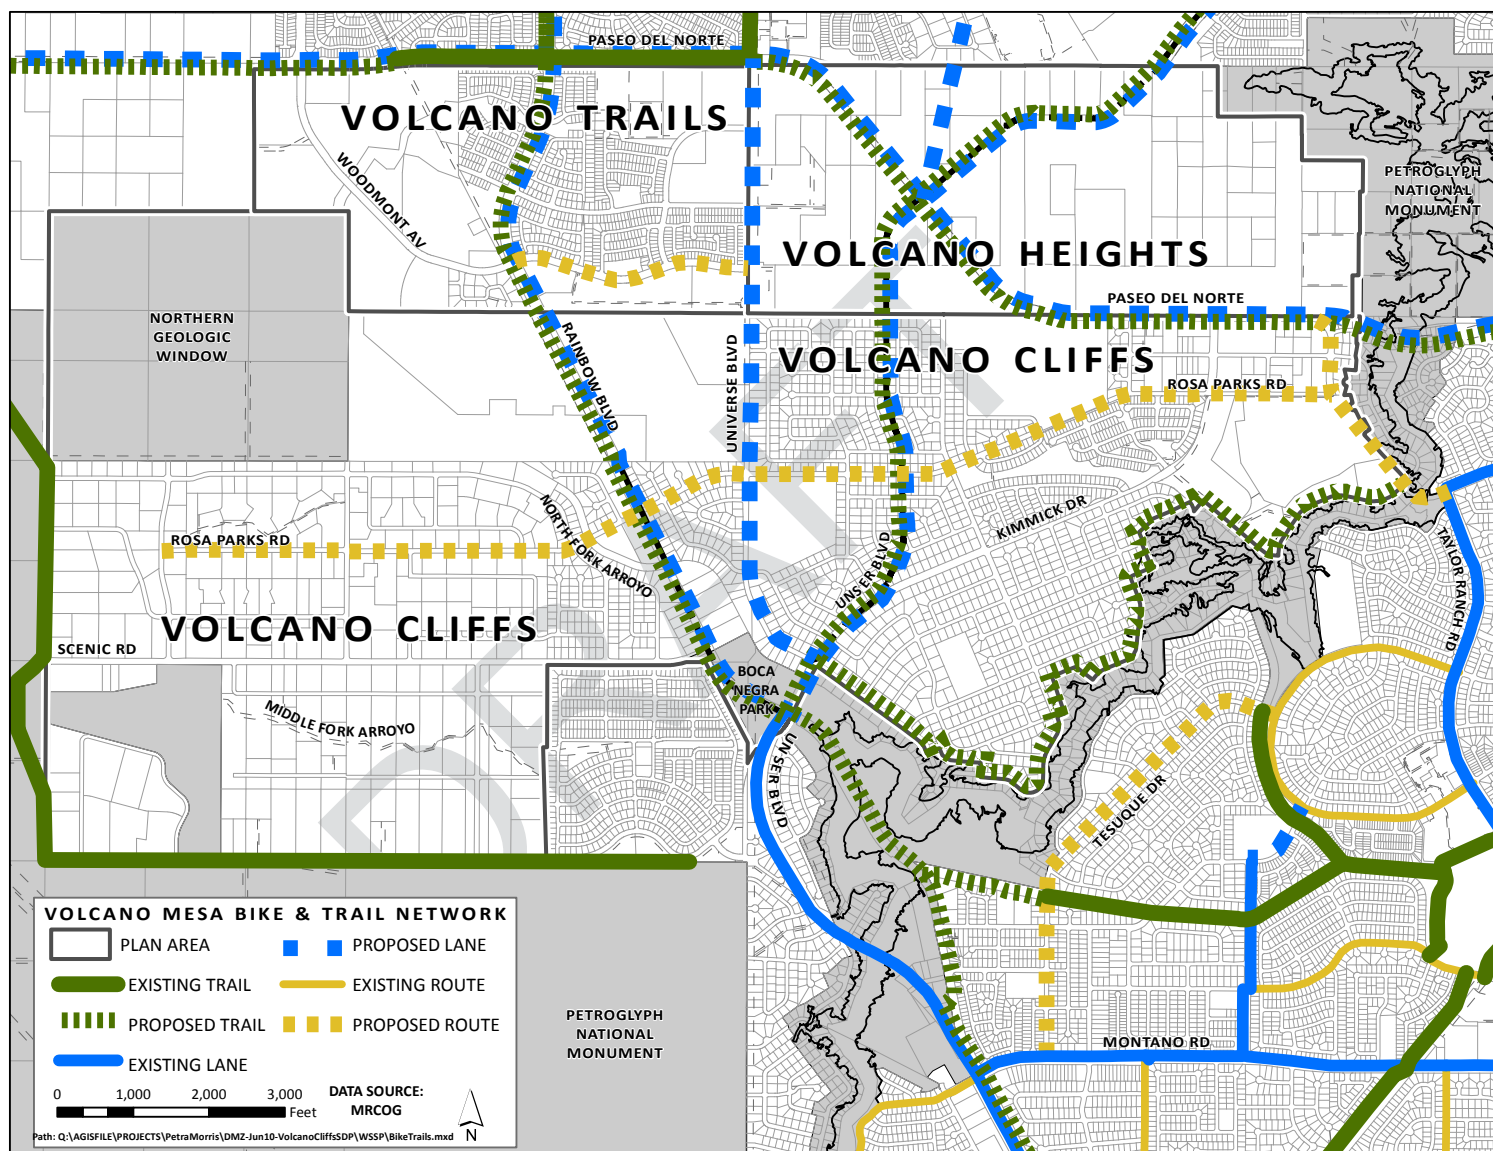 PASEO DEL NORTE
VOLCANO TRAILS
WOODMONT AV
PETROGLYPH
NATIONAL
MONUMENT
VOLCANO HEIGHTS
PASEO DEL NORTE
NORTHERN
GEOLOGIC
WINDOW
RAINBOW BLVD
UNIVERSE BLVD
VOLCANO CLIFFS
ROSA PARKS RD
NORTH FORK ARROYO
KIMMICK DR
ROSA PARKS RD
UNSER BLVD
TAYLOR RANCH RD
VOLCANO CLIFFS
SCENIC RD
BOCA
NEGRA
PARK
MIDDLE FORK ARROYO
UNSER BLVD
TESUQUE DR
DRAFT
VOLCANO MESA BIKE & TRAIL NETWORK
PLAN AREA
PROPOSED LANE
EXISTING TRAIL
EXISTING ROUTE
PROPOSED TRAIL
PROPOSED ROUTE
EXISTING LANE
0 1,000 2,000 3,000
Feet
DATA SOURCE:
MRCOG
N
Path: Q:\AGISFILE\PROJECTS\PetraMorris\DMZ-Jun10-VolcanoCliffsSDP\WSSP\BikeTrails.mxd
PETROGLYPH
NATIONAL
MONUMENT
MONTANO RD